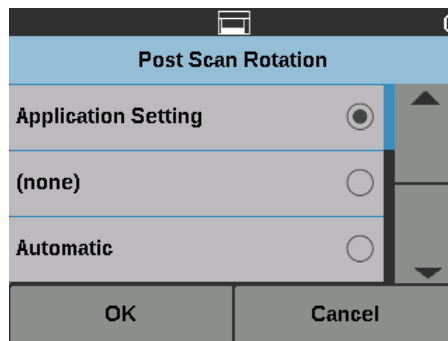 Post Scan Rotation
Application Setting
(none)
Automatic
OK
Cancel